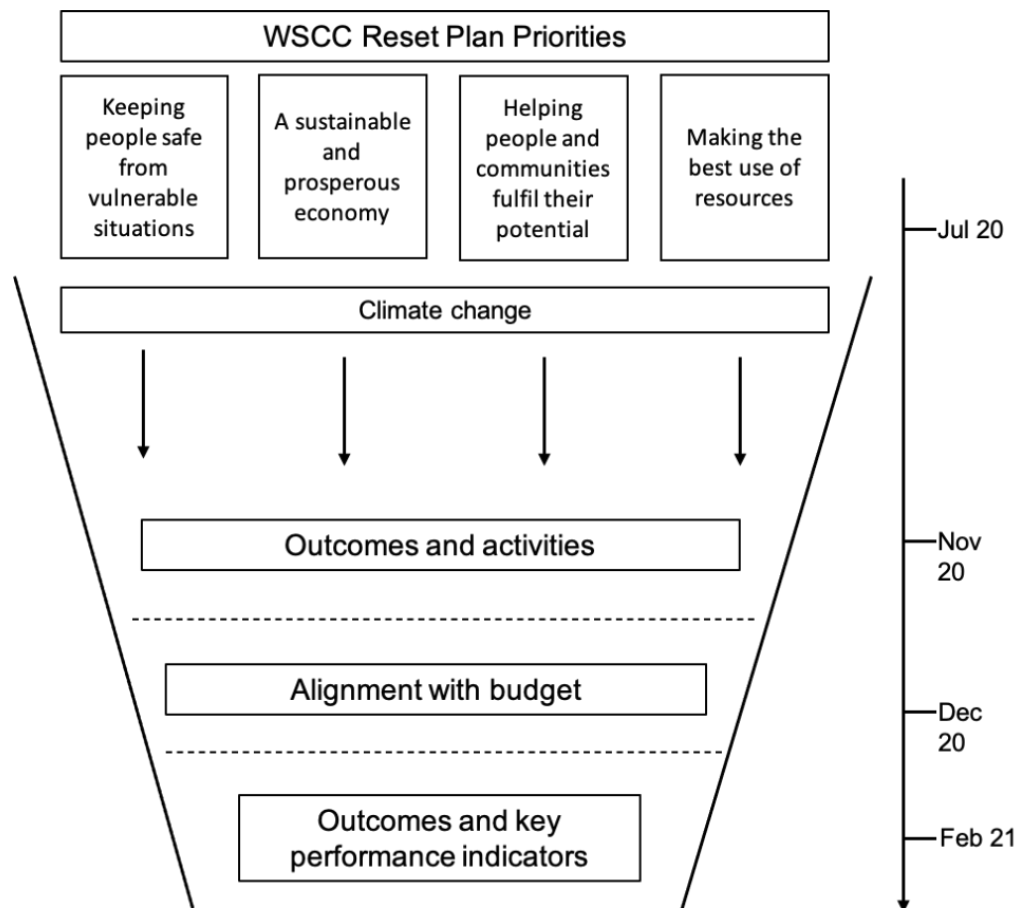 WSCC Reset Plan Priorities
Keeping
people safe
from
vulnerable
situations
A sustainable
and
prosperous
economy
Helping
people and
communities
fulfil their
potential
Making the
best use of
resources
Jul 20
Climate change
Outcomes and activities
Nov
20
Alignment with budget
Dec
20
Outcomes and key
performance indicators
Feb 21